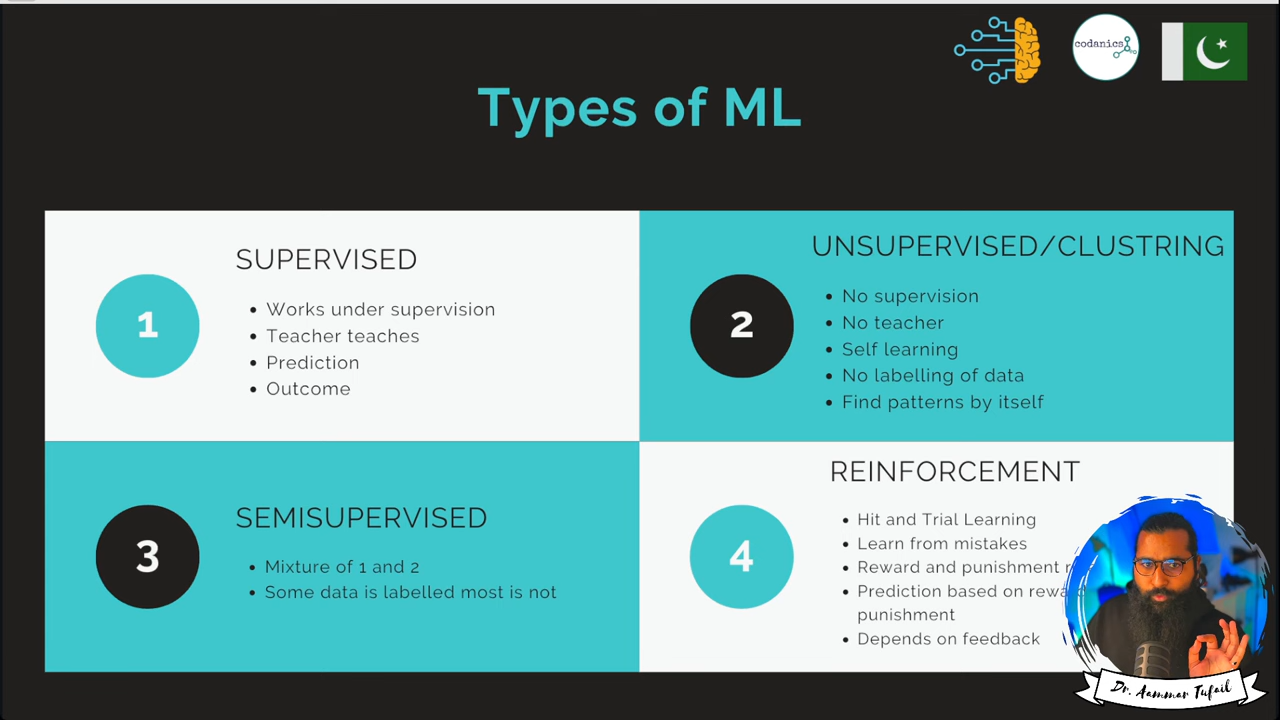 codanics
Types of ML
1
SUPERVISED
• Works under supervision
• Teacher teaches
• Prediction
• Outcome
2
UNSUPERVISED/CLUSTRING
• No supervision
• No teacher
• Self learning
• No labelling of data
• Find patterns by itself
3
SEMISUPERVISED
• Mixture of 1 and 2
• Some data is labelled most is not
4
REINFORCEMENT
• Hit and Trial Learning
• Learn from mistakes
• Reward and punishment
• Prediction based on
punishment
• Depends on feedback
Dr. Aammar Tufail